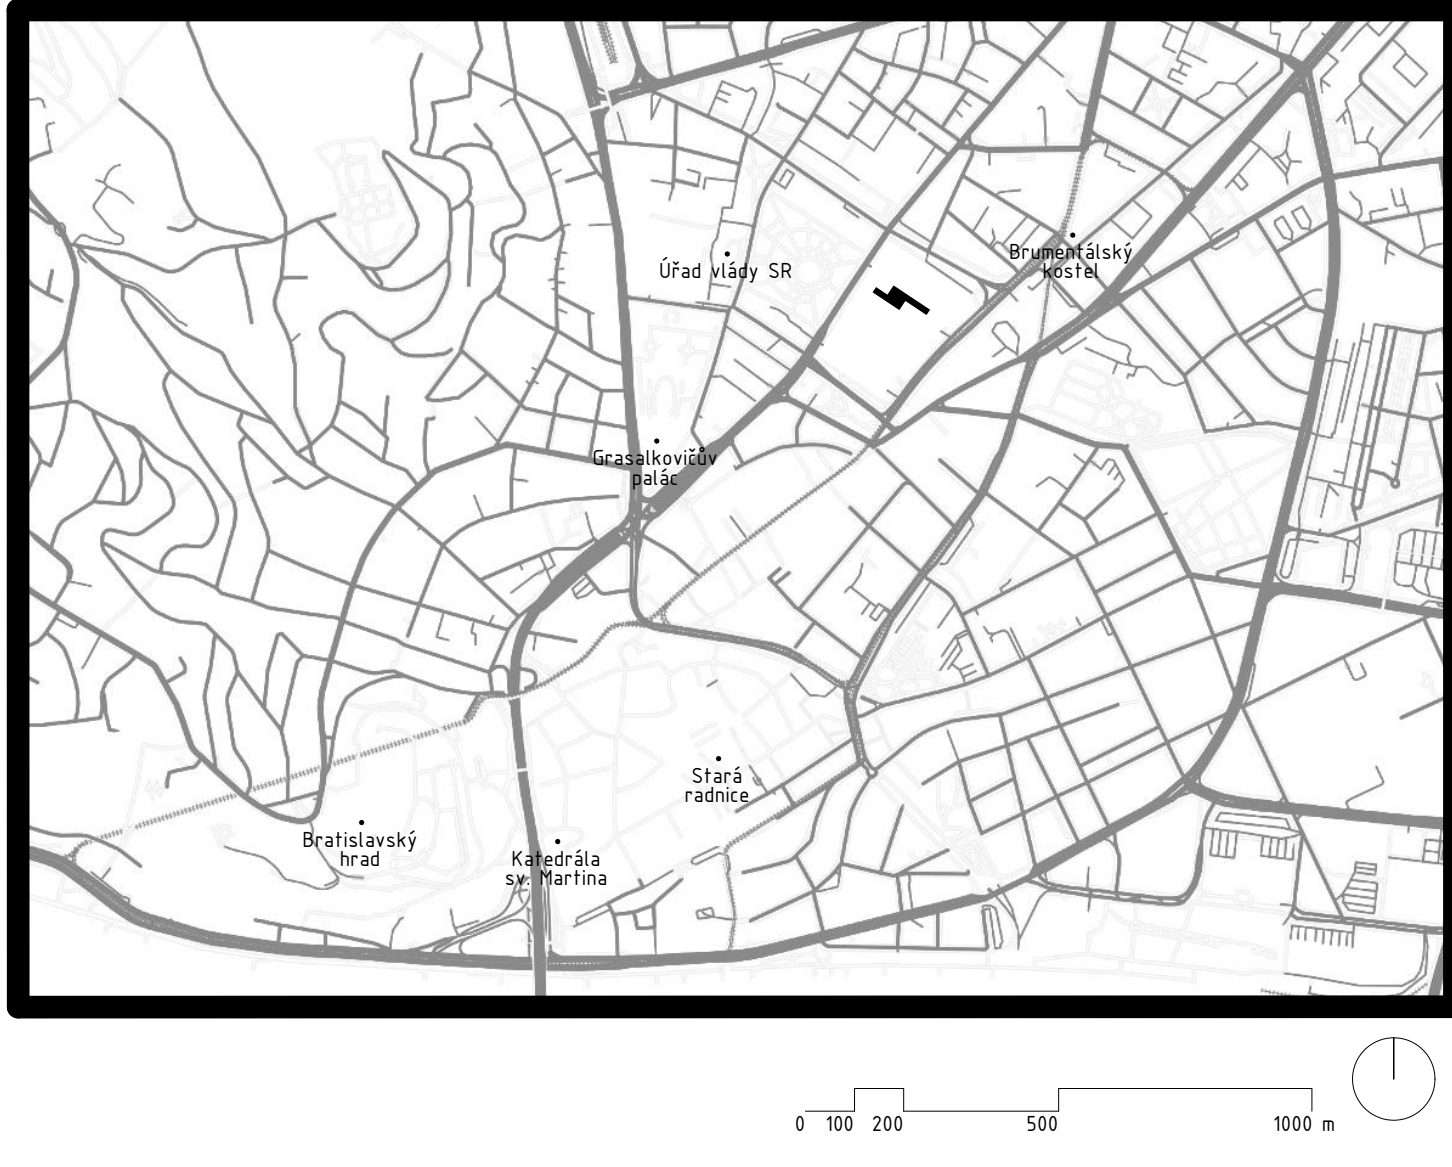 Brumentálský
kostel
Úřad vlády SR
Grasalkovičův
palác
Stará
radnice
Bratislavský
hrad
Katedrála
sv. Martina
0 100 200 500 1000 m